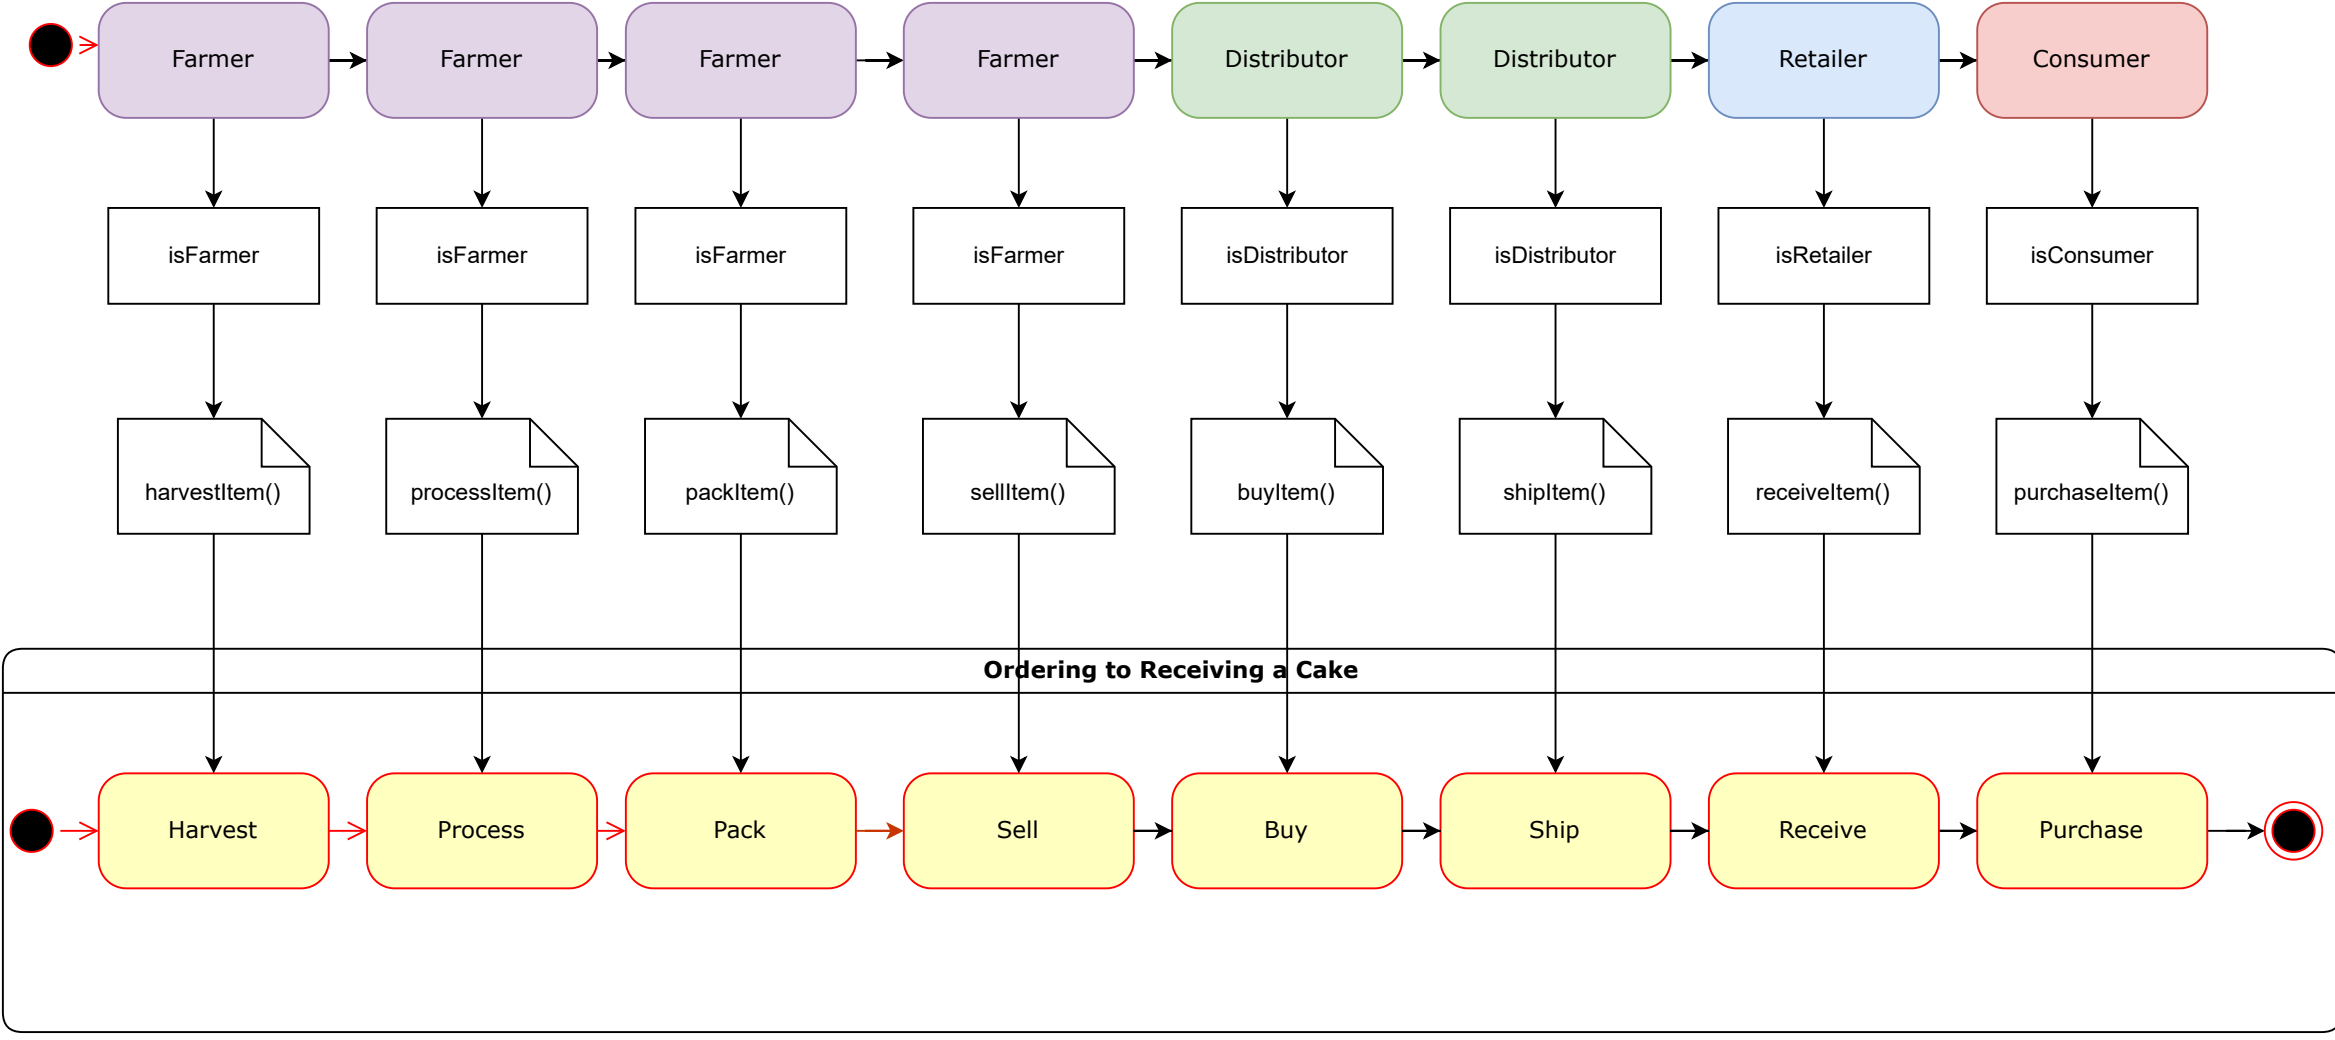 Farmer
Farmer
Farmer
Farmer
Distributor
Distributor
Retailer
Consumer
isFarmer
isFarmer
isFarmer
isFarmer
isDistributor
isDistributor
isRetailer
isConsumer
harvestItem()
processItem()
packItem()
sellItem()
buyItem()
shipItem()
receiveItem()
purchaseItem()
Ordering to Receiving a Cake
Harvest
Process
Pack
Sell
Buy
Ship
Receive
Purchase